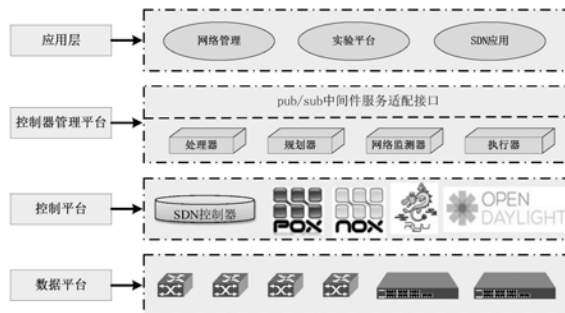 应用层
网络管理
实验平台
SDN应用
控制器管理平台
pub/sub中间件服务适配接口
处理器
规划器
网络监测器
执行器
控制平台
SDN控制器
POX
nox
Ryu
OPEN
DAYLIGHT
数据平台